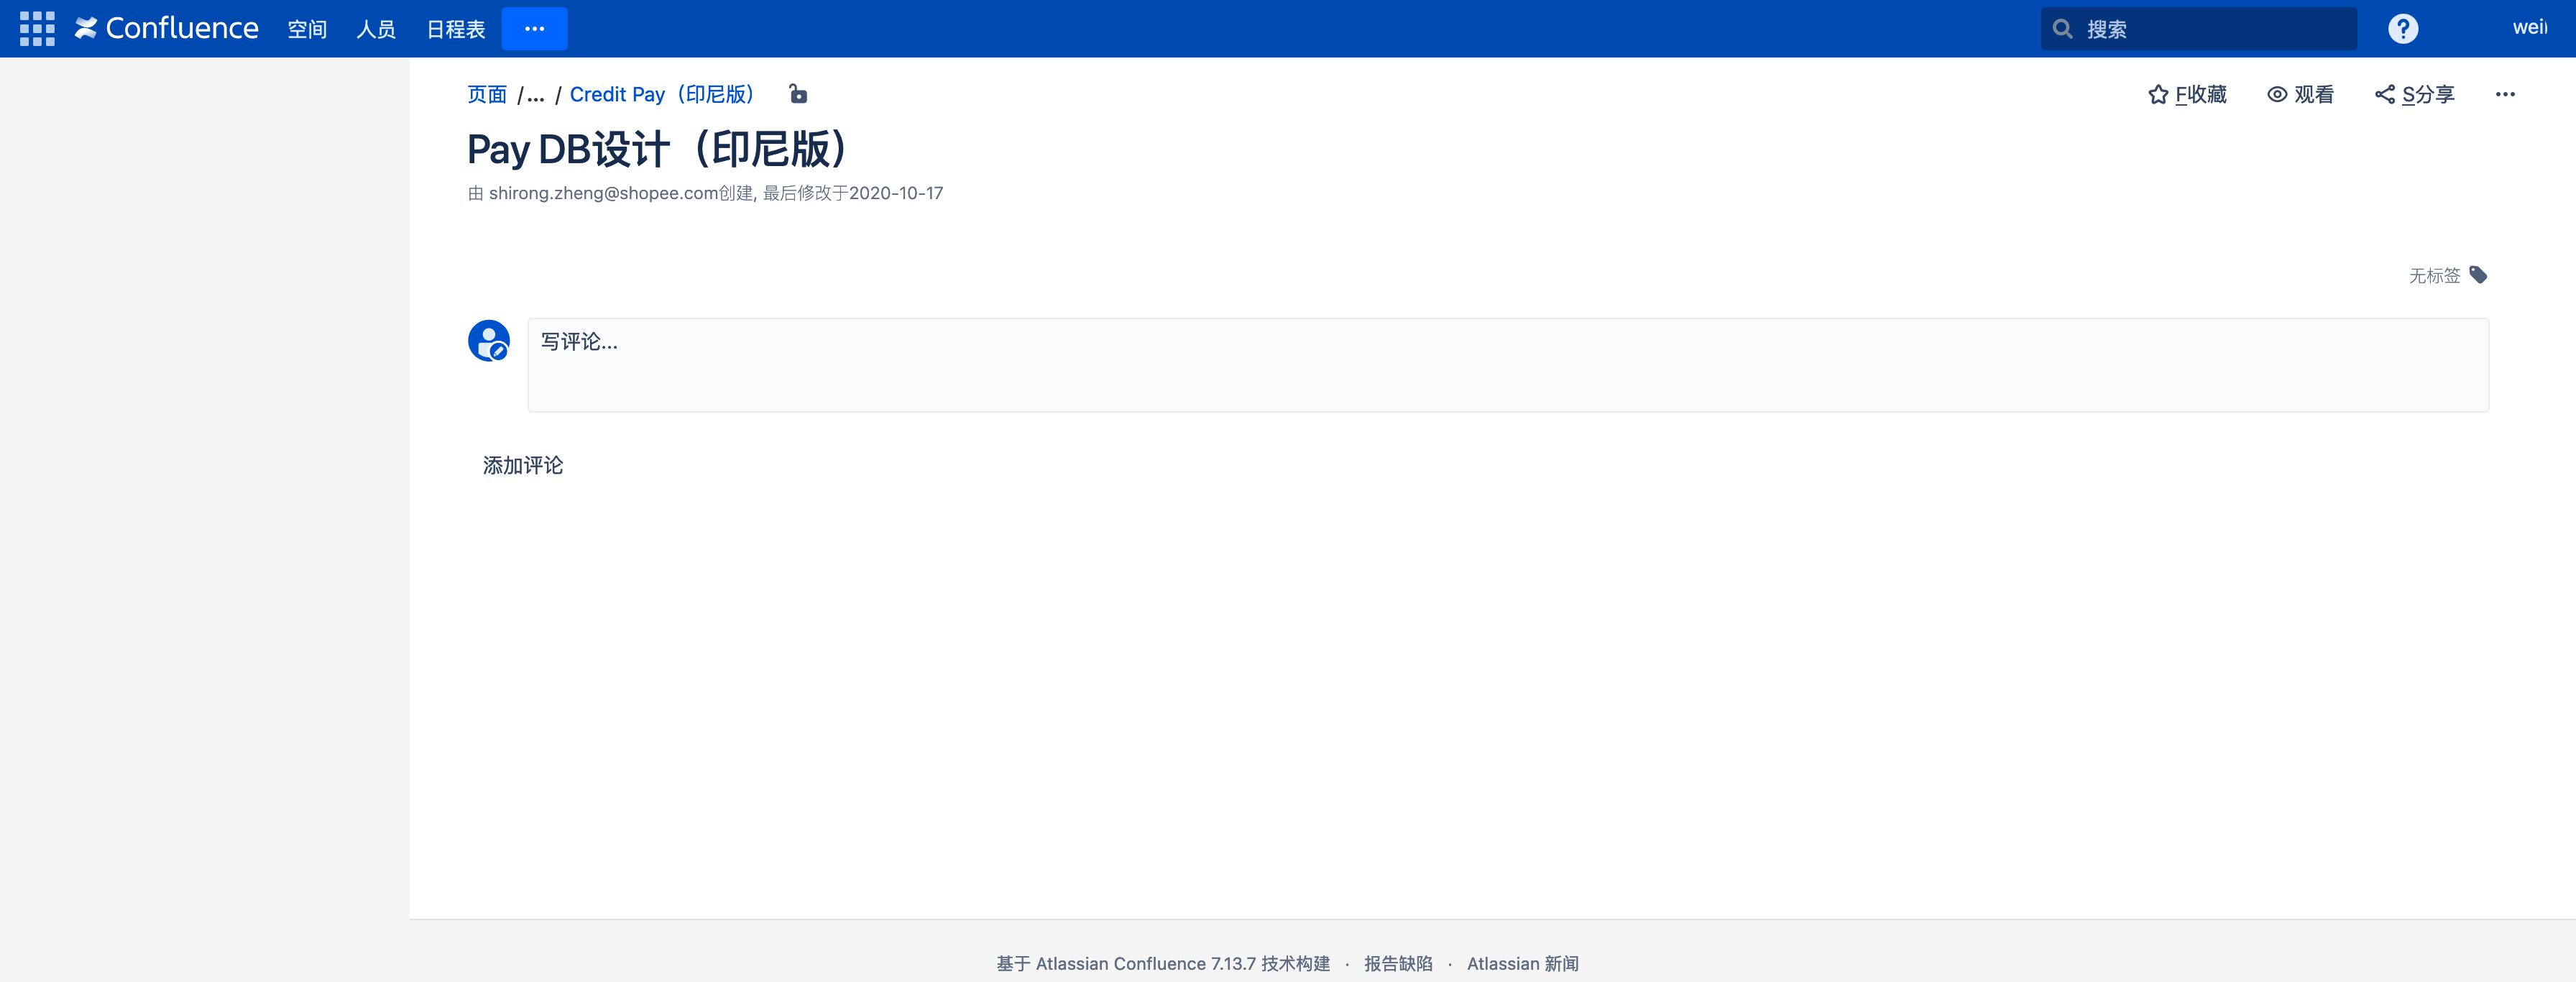 Confluence 空间 人员 日程表 ... 搜索 ? weil
页面 /... / Credit Pay（印尼版） F收藏 观看 S分享 ...
Pay DB设计（印尼版）
由 shirong.zheng@shopee.com创建, 最后修改于2020-10-17
无标签
写评论...
添加评论
基于 Atlassian Confluence 7.13.7 技术构建 · 报告缺陷 · Atlassian 新闻